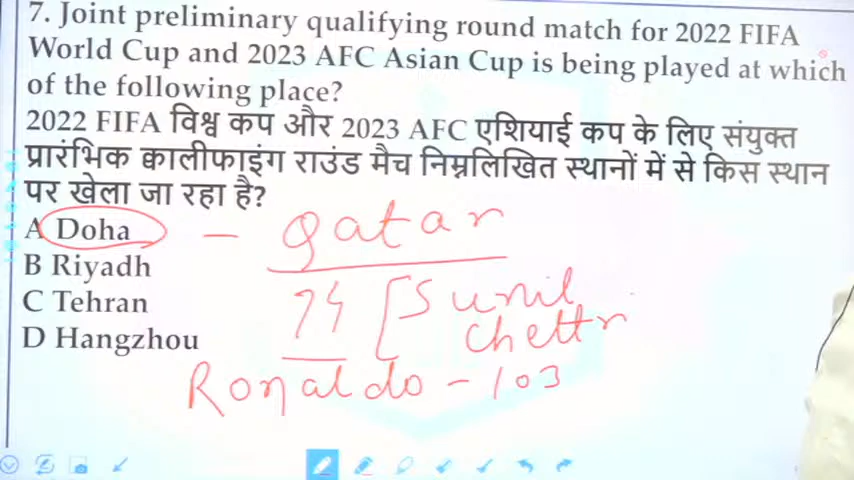 7. Joint preliminary qualifying round match for 2022 FIFA
World Cup and 2023 AFC Asian Cup is being played at which
of the following place?
2022 FIFA विश्व कप और 2023 AFC एशियाई कप के लिए संयुक्त
प्रारंभिक क्वालीफाइंग राउंड मैच निम्नलिखित स्थानों में से किस स्थान
पर खेला जा रहा है?
A Doha – Qatar
B Riyadh
C Tehran 74 [ Sunil
Chettri
D Hangzhou
Ronaldo – 103